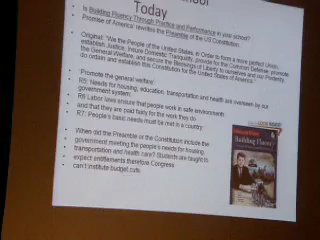 Today
• Is Building Fluency Through Practice and Performance in your school?
Promise of America' rewrites the Preamble of the US Constitution:
• Original: "We the People of the United States, in Order to form a more perfect Union,
establish Justice, insure Domestic Tranquility, provide for the Common Defense, promote
the General Welfare, and secure the Blessings of Liberty to ourselves and our Posterity,
do ordain and establish this Constitution for the United States of America."
• 'Promote the general welfare'
R5: Needs for housing, education, transportation and health are overseen by our
government system;
R6 Labor laws ensure that people work in safe environments
and that they are paid fairly for the work they do.
R7: People's basic needs must be met in a country
• When did the Preamble or the Constitution include the
government meeting the people's needs for housing,
transportation and health care? Students are taught to
expect entitlements therefore Congress
can't institute budget cuts.
Building Fluency